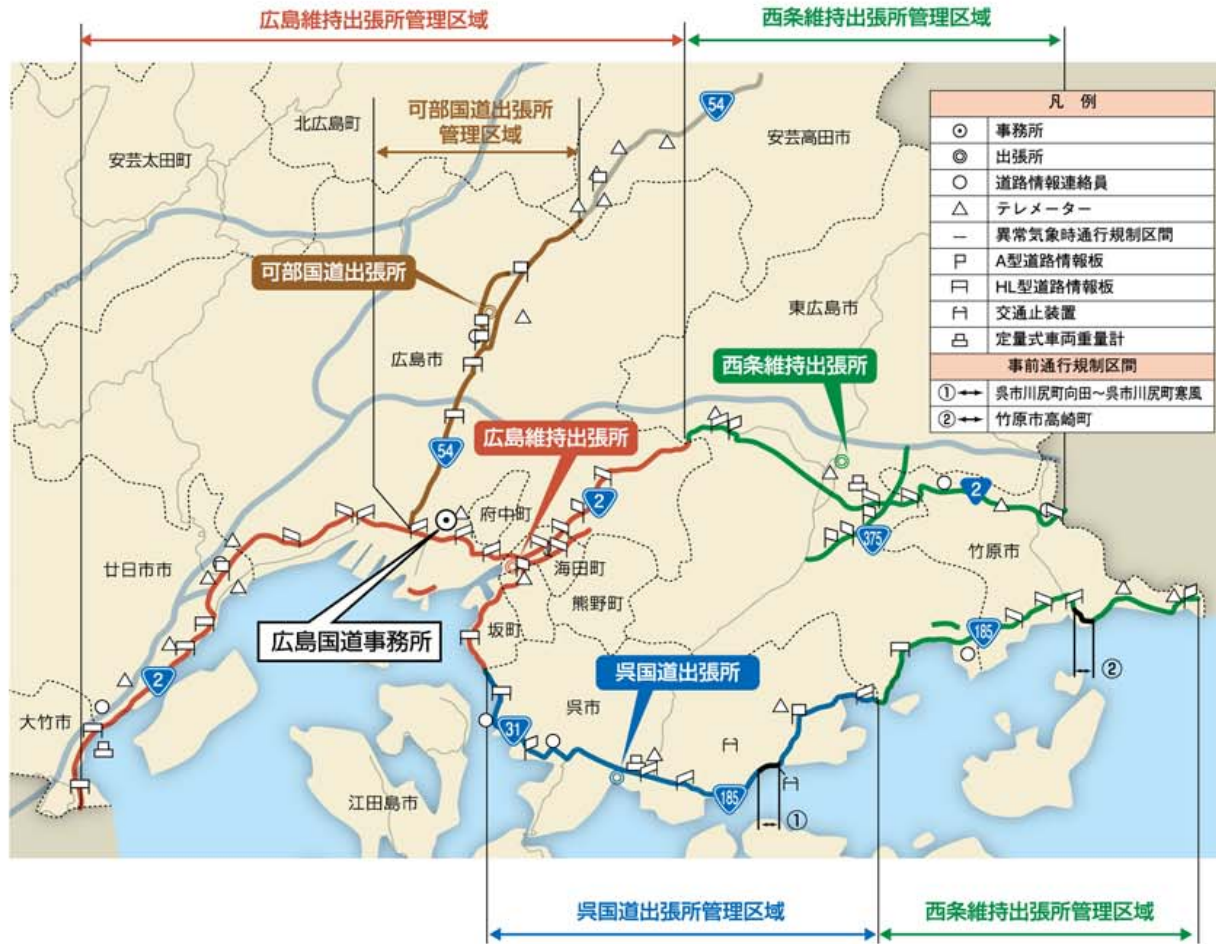 広島維持出張所管理区域
西条維持出張所管理区域
可部国道出張所
管理区域
54
北広島町
安芸高田市
安芸太田町
凡 例
事務所
出張所
道路情報連絡員
テレメーター
異常気象時通行規制区間
A型道路情報板
HL型道路情報板
交通止装置
定量式車両重量計
事前通行規制区間
① 呉市川尻町向田～呉市川尻町寒風
② 竹原市高崎町
可部国道出張所
東広島市
広島市
西条維持出張所
広島維持出張所
54
2
2
府中町
375
竹原市
廿日市市
海田町
熊野町
広島国道事務所
坂町
185
②
呉国道出張所
2
大竹市
呉市
31
江田島市
185
①
呉国道出張所管理区域
西条維持出張所管理区域